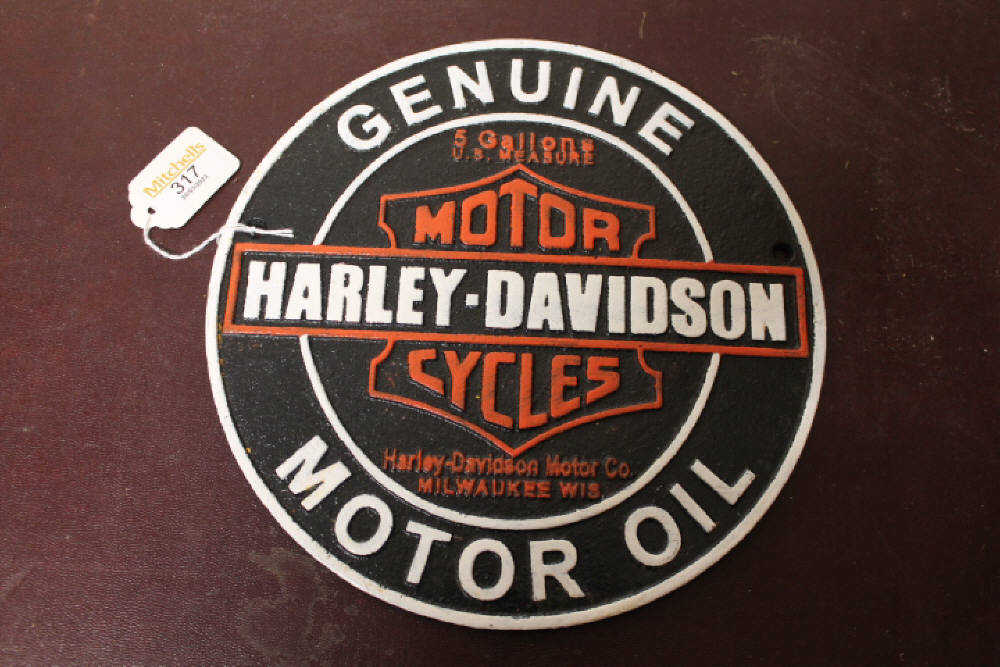 GENUINE
5 Gallons
U.S. MEASURE
MOTOR
HARLEY-DAVIDSON
CYCLES
Harley-Davidson Motor Co.
MILWAUKEE WIS.
MOTOR OIL
Mitchells
317